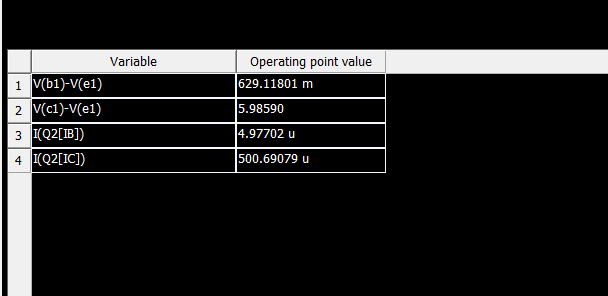 Variable Operating point value
1 V(b1)-V(e1) 629.11801 m
2 V(c1)-V(e1) 5.98590
3 I(Q2[IB]) 4.97702 u
4 I(Q2[IC]) 500.69079 u